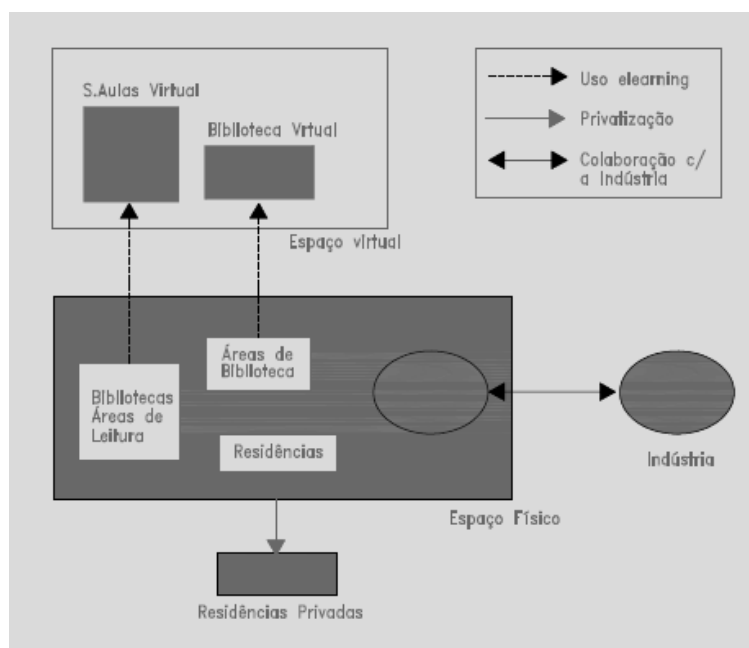 S.Aulas Virtual
Biblioteca Vrtual
Espaço virtual
Uso elearning
Privatização
Colaboração c/
a Indústria
Áreas de
Biblioteca
Bibliotecas
Áreas de
Leitura
Residências
Indústria
Espaço Físico
Residências Privadas